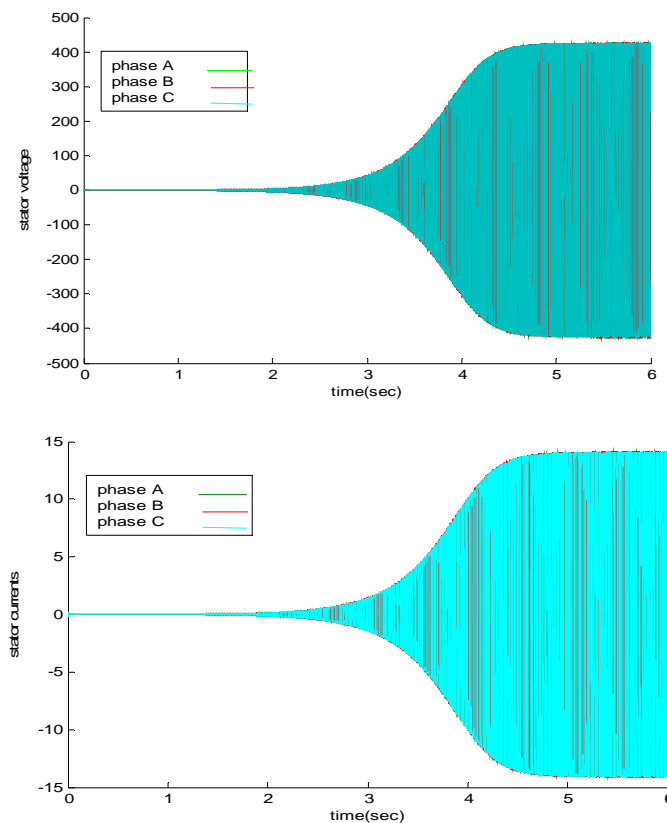 500
400
300
200
100
0
-100
-200
-300
-400
-500
stator voltage
phase A
phase B
phase C
0 1 2 3 4 5 6
time(sec)
15
10
5
0
-5
-10
-15
stator currents
phase A
phase B
phase C
0 1 2 3 4 5 6
time(sec)